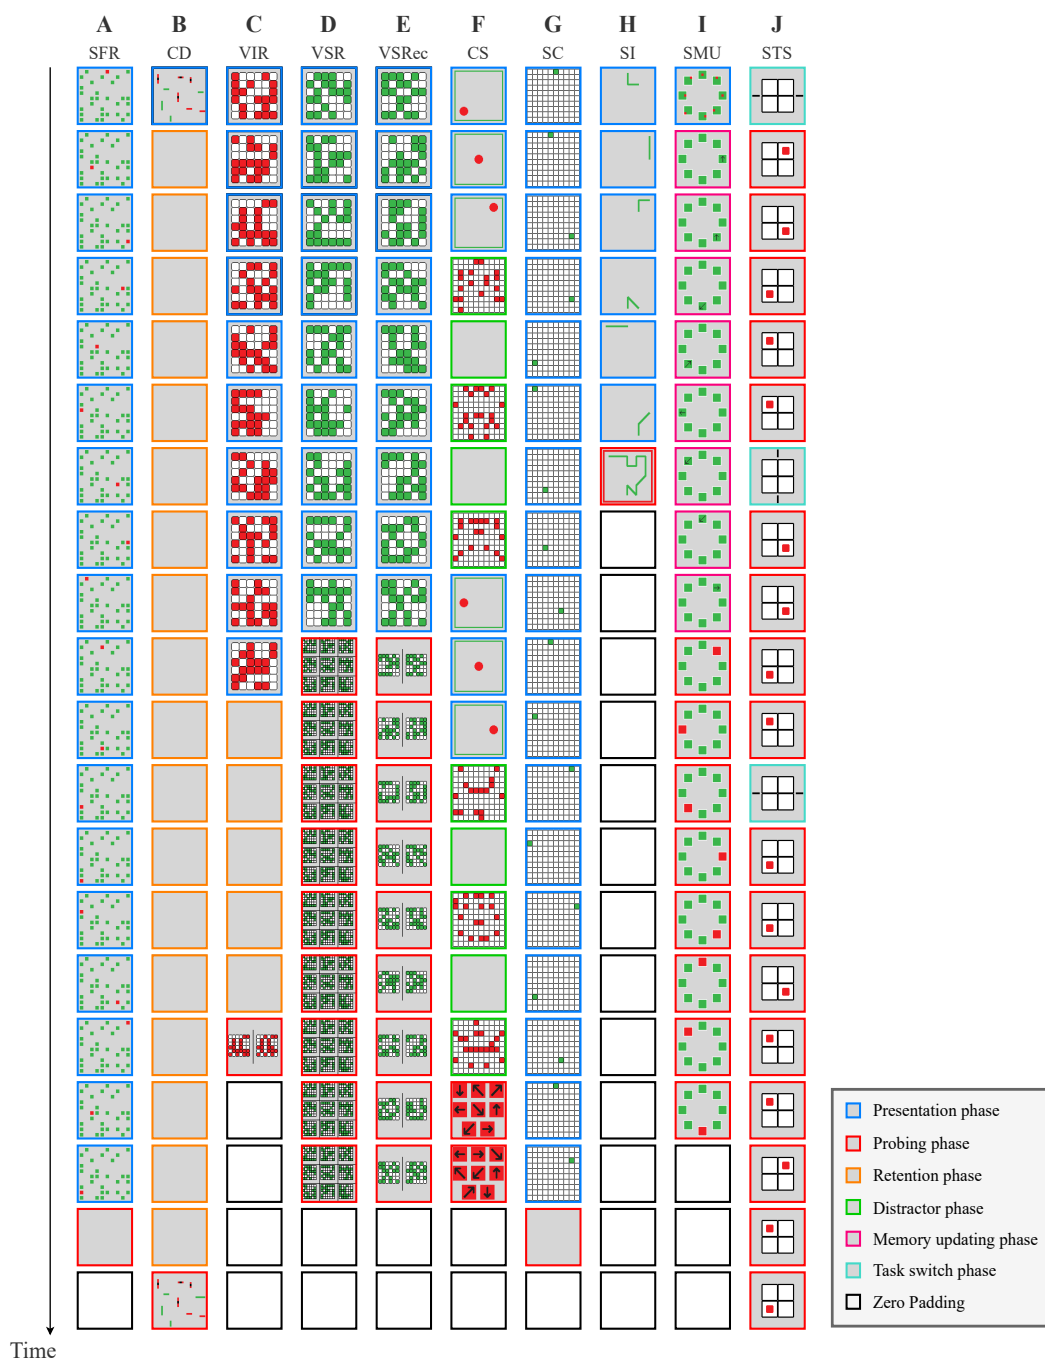 A B C D E F G H I J
SFR CD VIR VSR VSRec CS SC SI SMU STS
Presentation phase
Probing phase
Retention phase
Distractor phase
Memory updating phase
Task switch phase
Zero Padding
Time